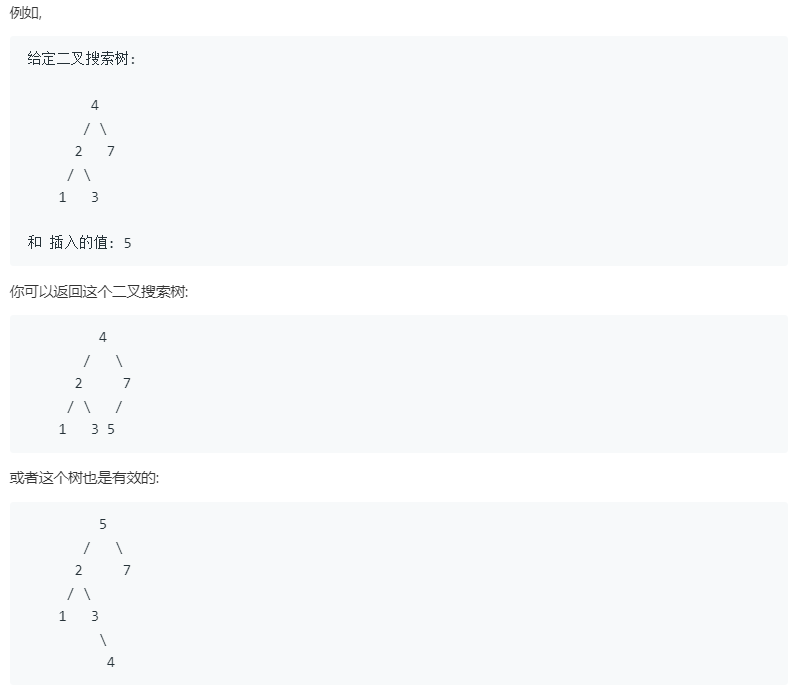 例如,
给定二叉搜索树:
4
/ \
2 7
/ \
1 3
和 插入的值: 5
你可以返回这个二叉搜索树:
4
/ \
2 7
/ \ /
1 3 5
或者这个树也是有效的:
5
/ \
2 7
/ \
1 3
\
4